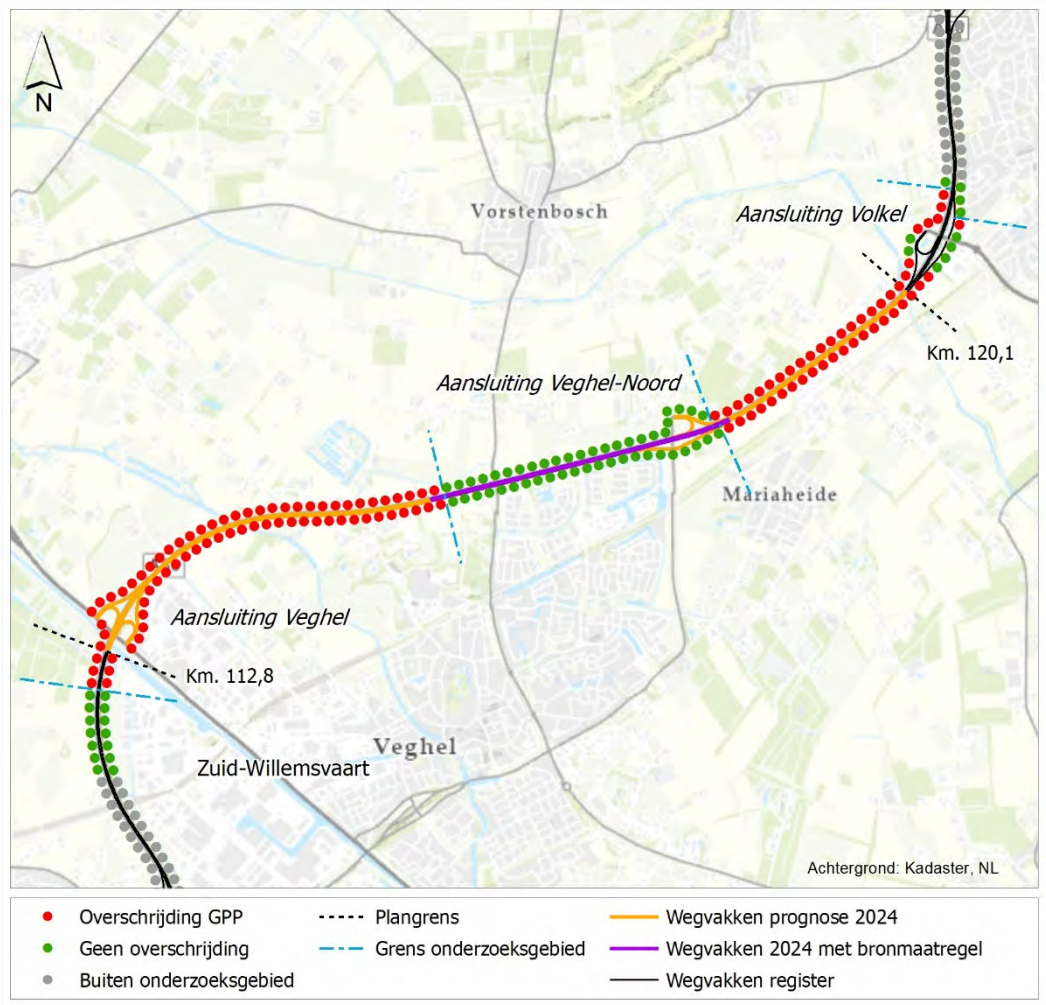 N
Vorstenbosch
Aansluiting Volkel
Km. 120,1
Aansluiting Veghel-Noord
Mariaheide
Aansluiting Veghel
Km. 112,8
Veghel
Zuid-Willemsvaart
Achtergrond: Kadaster, NL
Overschrijding GPP
Plangrens
Wegvakken prognose 2024
Geen overschrijding
Grens onderzoeksgebied
Wegvakken 2024 met bronmaatregel
Buiten onderzoeksgebied
Wegvakken register